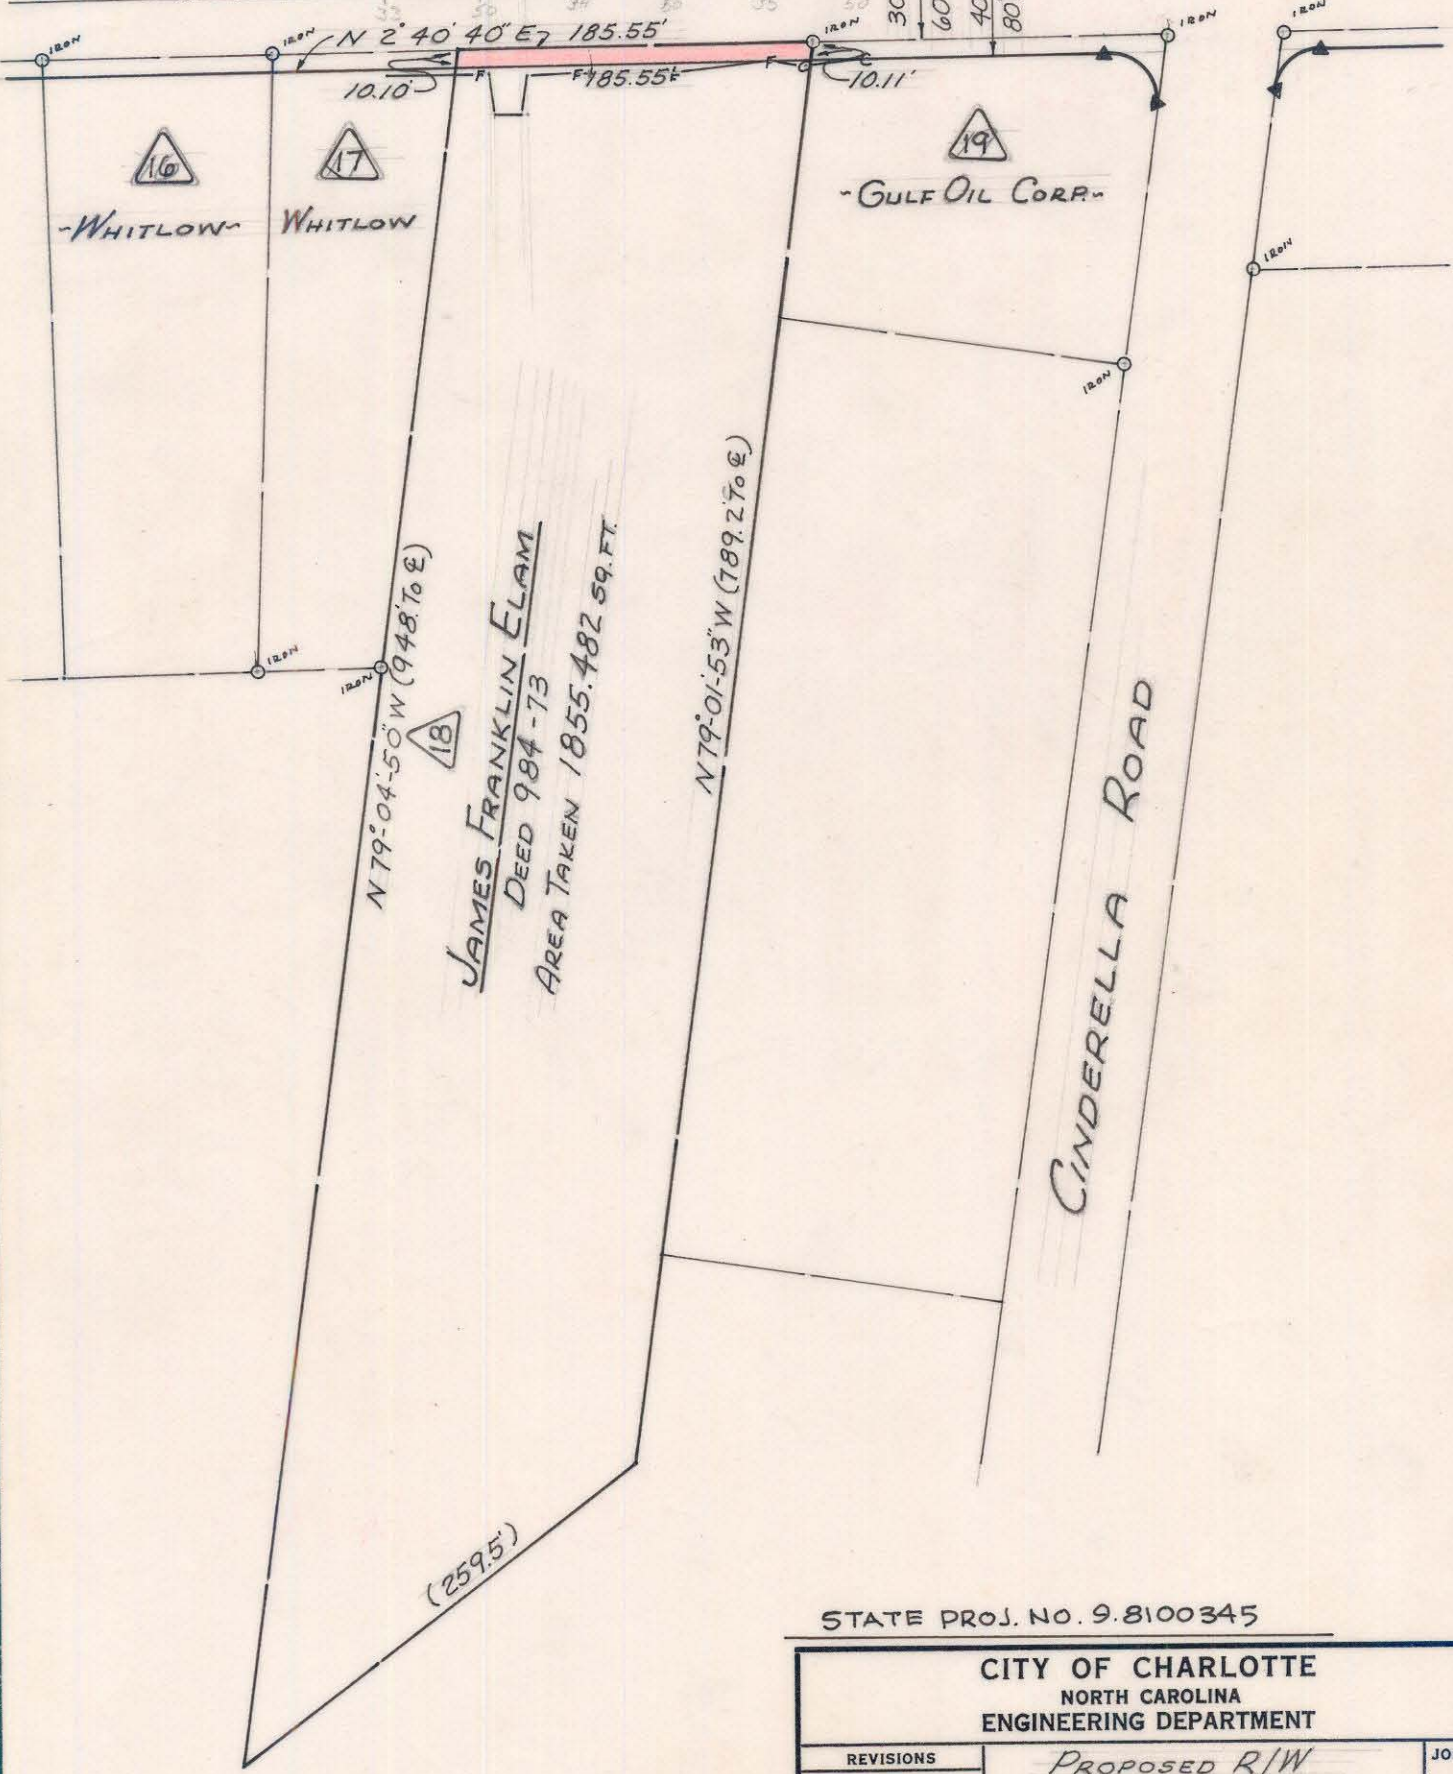 IRON
IRON
N 2° 40' 40" E 185.55'
IRON
30
60
40
80'
IRON
IRON
10.10'
F
F
185.55'±
F
C
C
10.11'
16
17
19
-WHITLOW-
WHITLOW
-GULF OIL CORP.-
IRON
IRON
IRON
IRON
N 79°-04'-50" W (948.' TO ℄)
18
JAMES FRANKLIN ELAM
DEED 984-73
AREA TAKEN 1855.482 SQ. FT.
N 79°-01'-53" W (789.2' TO ℄)
CINDERELLA ROAD
(259.5')
STATE PROJ. NO. 9.8100345
CITY OF CHARLOTTE
NORTH CAROLINA
ENGINEERING DEPARTMENT
REVISIONS
PROPOSED R/W
JO